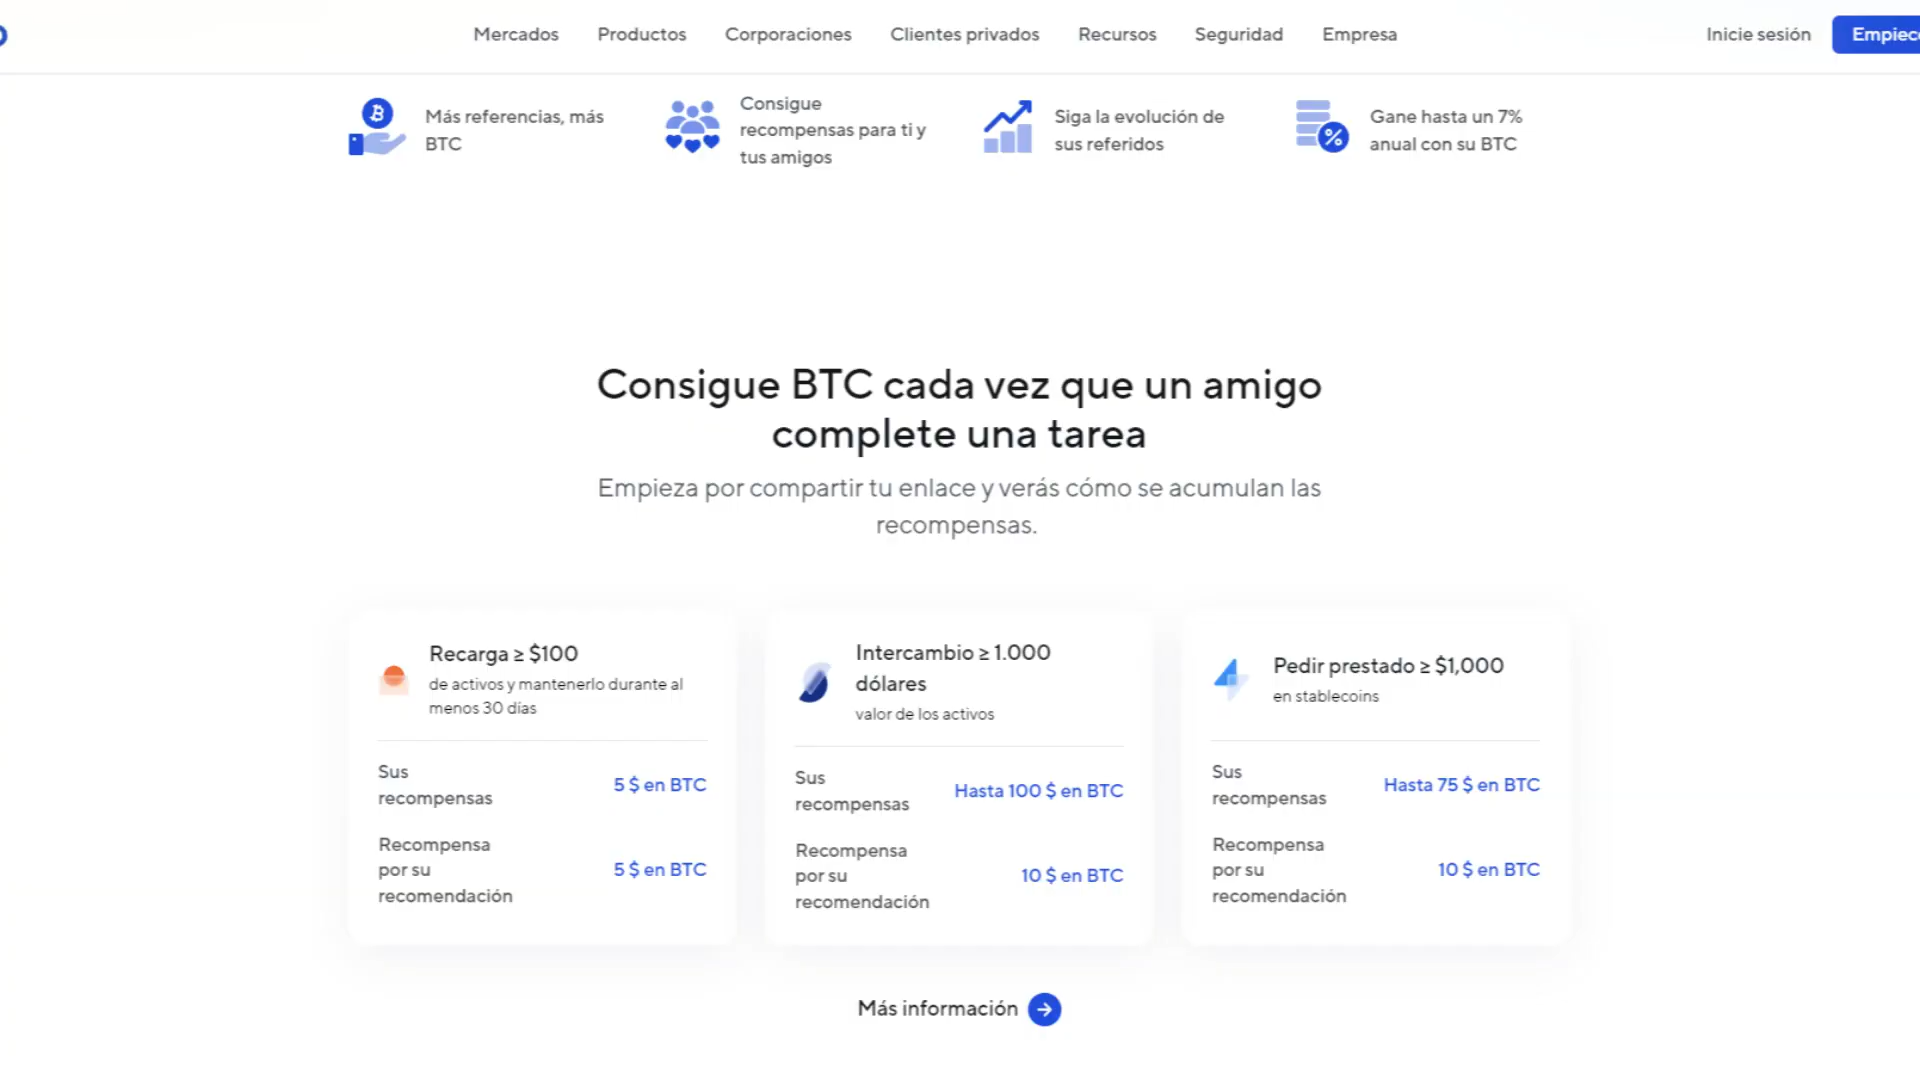 Mercados
Productos
Corporaciones
Clientes privados
Recursos
Seguridad
Empresa
Inicie sesión
Más referencias, más
BTC
Consigue
recompensas para ti y
tus amigos
Siga la evolución de
sus referidos
Gane hasta un 7%
anual con su BTC
Consigue BTC cada vez que un amigo
complete una tarea
Empieza por compartir tu enlace y verás cómo se acumulan las
recompensas.
Recarga ≥ $100
de activos y mantenerlo durante al
menos 30 días
Sus
recompensas
5 $ en BTC
Recompensa
por su
recomendación
5 $ en BTC
Intercambio ≥ 1.000
dólares
valor de los activos
Sus
recompensas
Hasta 100 $ en BTC
Recompensa
por su
recomendación
10 $ en BTC
Pedir prestado ≥ $1,000
en stablecoins
Sus
recompensas
Hasta 75 $ en BTC
Recompensa
por su
recomendación
10 $ en BTC
Más información